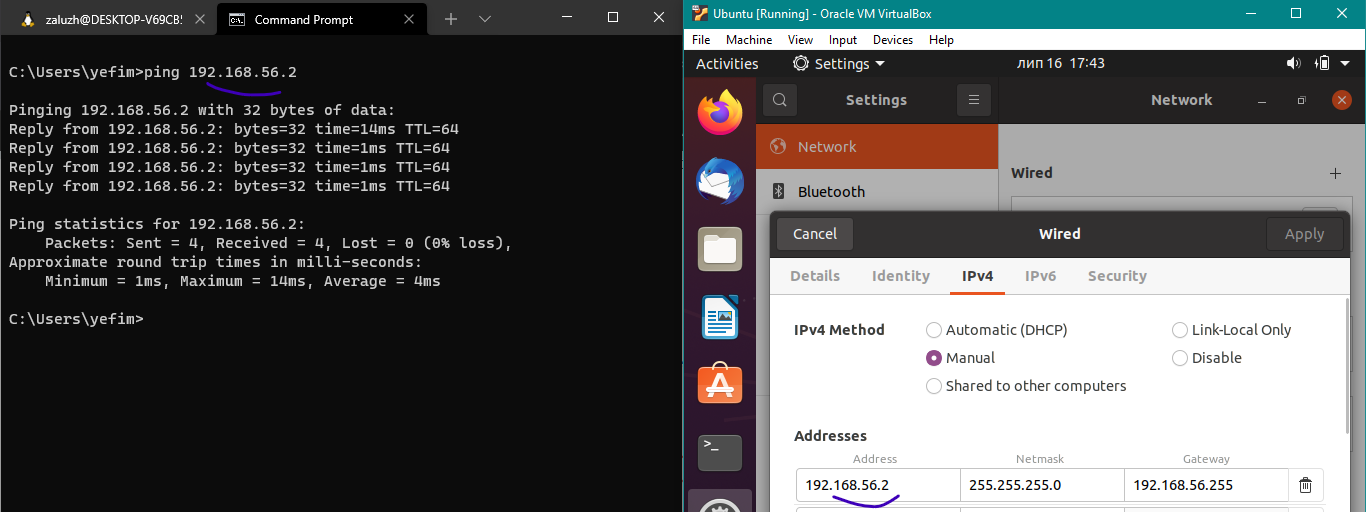 zaluzh@DESKTOP-V69CB!
Command Prompt
C:\Users\yefim>ping 192.168.56.2
Pinging 192.168.56.2 with 32 bytes of data:
Reply from 192.168.56.2: bytes=32 time=14ms TTL=64
Reply from 192.168.56.2: bytes=32 time=1ms TTL=64
Reply from 192.168.56.2: bytes=32 time=1ms TTL=64
Reply from 192.168.56.2: bytes=32 time=1ms TTL=64
Ping statistics for 192.168.56.2:
Packets: Sent = 4, Received = 4, Lost = 0 (0% loss),
Approximate round trip times in milli-seconds:
Minimum = 1ms, Maximum = 14ms, Average = 4ms
C:\Users\yefim>
Ubuntu [Running] - Oracle VM VirtualBox
File Machine View Input Devices Help
Activities Settings лип 16 17:43
Settings
Network
Network
Bluetooth
Wired
Cancel Wired Apply
Details Identity IPv4 IPv6 Security
IPv4 Method Automatic (DHCP) Link-Local Only
Manual Disable
Shared to other computers
Addresses
Address Netmask Gateway
192.168.56.2 255.255.255.0 192.168.56.255